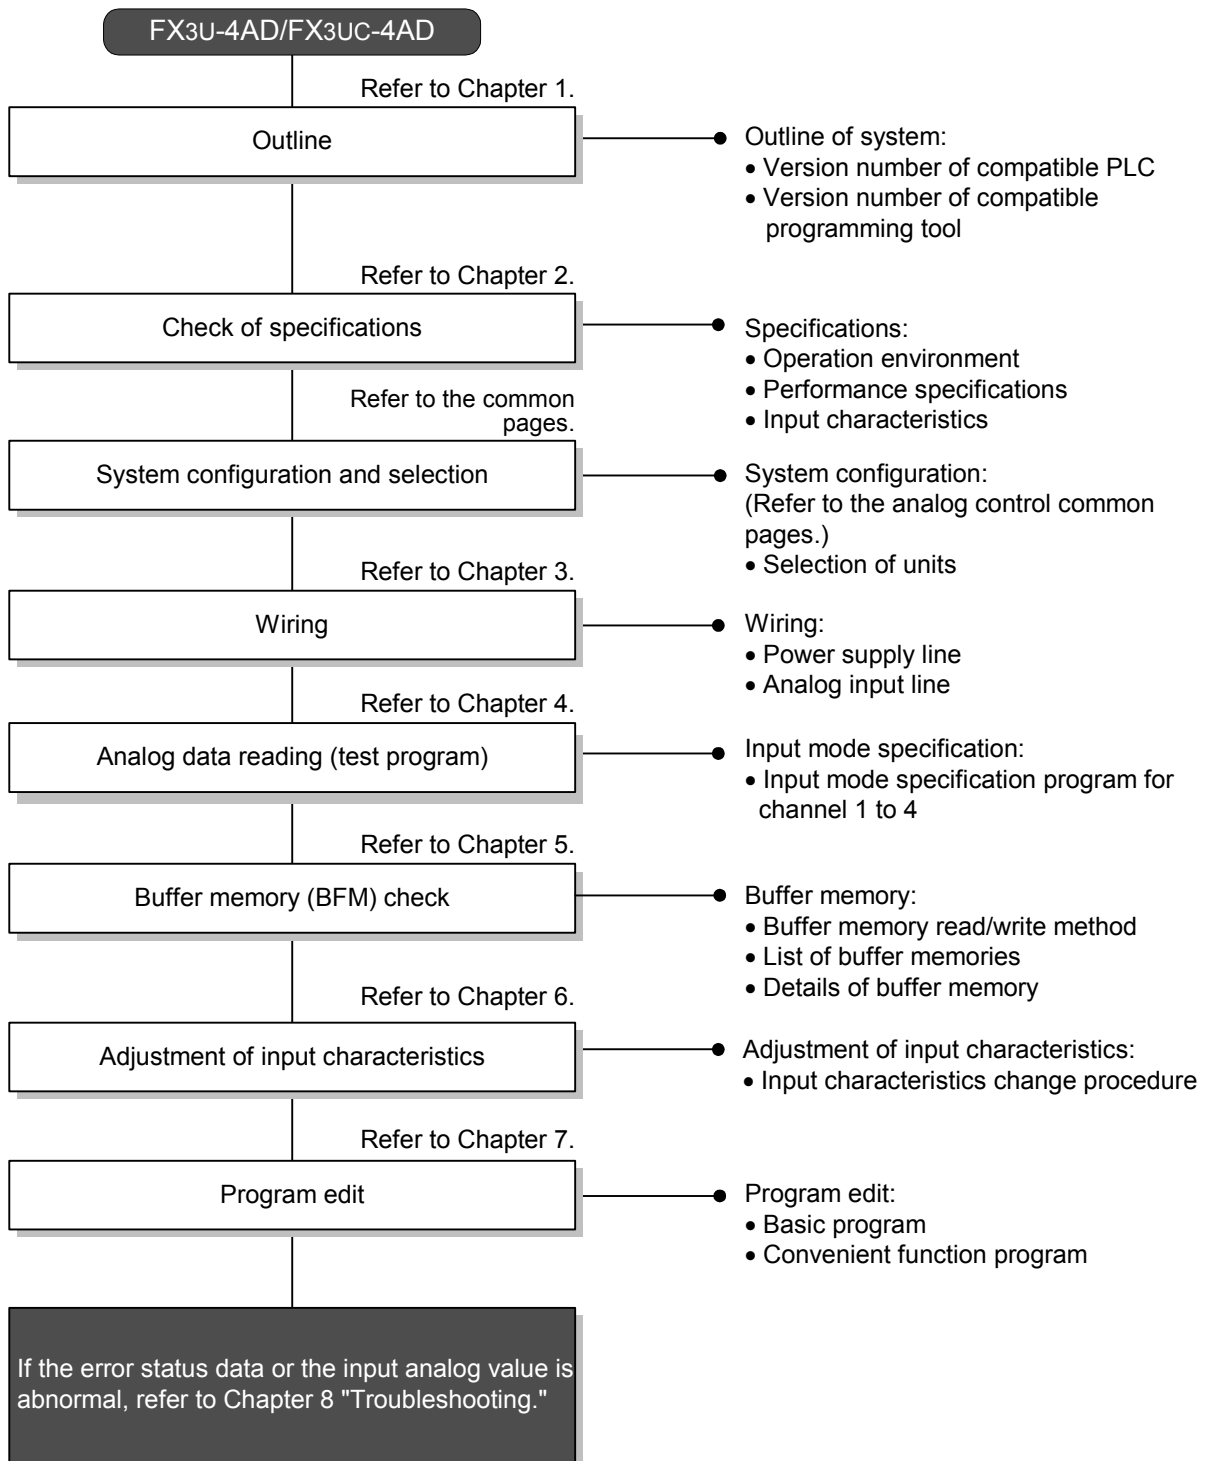 FX3U-4AD/FX3UC-4AD
Refer to Chapter 1.
Outline
Outline of system:
• Version number of compatible PLC
• Version number of compatible
programming tool
Refer to Chapter 2.
Check of specifications
Specifications:
• Operation environment
• Performance specifications
• Input characteristics
Refer to the common
pages.
System configuration and selection
System configuration:
(Refer to the analog control common
pages.)
• Selection of units
Refer to Chapter 3.
Wiring
Wiring:
• Power supply line
• Analog input line
Refer to Chapter 4.
Analog data reading (test program)
Input mode specification:
• Input mode specification program for
channel 1 to 4
Refer to Chapter 5.
Buffer memory (BFM) check
Buffer memory:
• Buffer memory read/write method
• List of buffer memories
• Details of buffer memory
Refer to Chapter 6.
Adjustment of input characteristics
Adjustment of input characteristics:
• Input characteristics change procedure
Refer to Chapter 7.
Program edit
Program edit:
• Basic program
• Convenient function program
If the error status data or the input analog value is
abnormal, refer to Chapter 8 "Troubleshooting."